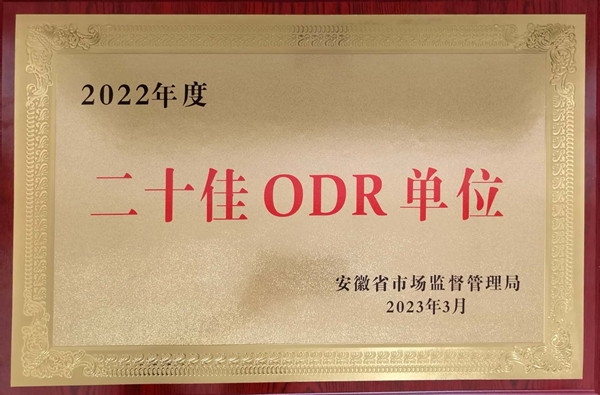 2022年度
二十佳ODR单位
安徽省市场监督管理局
2023年3月